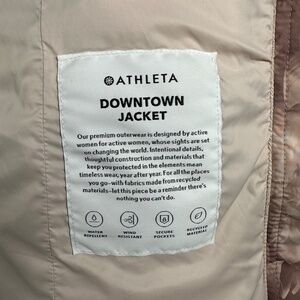 ATHLETA
DOWNTOWN
JACKET
Our premium outerwear is designed by active
women for active women, whose sights are set
on changing the world. Intentional details,
thoughtful construction and materials that
keep you protected in the elements mean
timeless wear, year after year. For all the places
you go–with fabrics made from recycled
materials–let this piece be a reminder there's
nothing you can't do.
WATER
REPELLENT
WIND
RESISTANT
SECURE
POCKETS
RECYCLED
MATERIAL